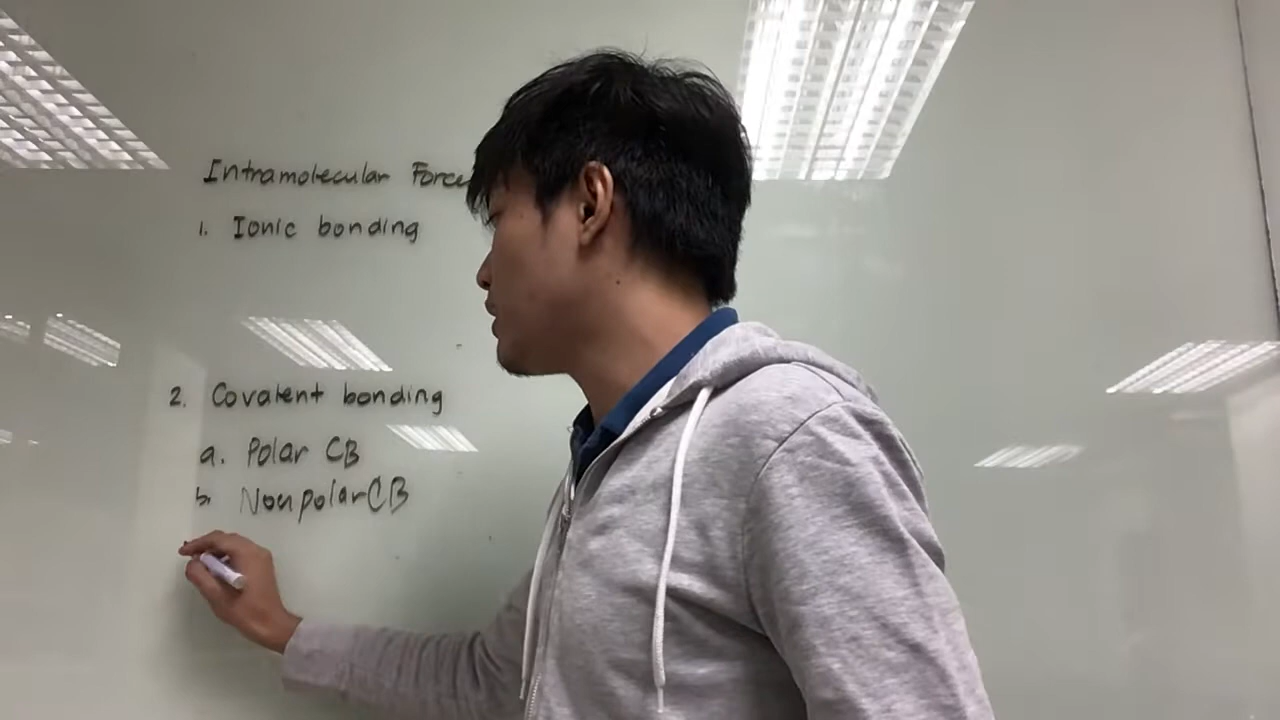 Intramolecular Force
1. Ionic bonding
2. Covalent bonding
a. Polar CB
b. Nonpolar CB